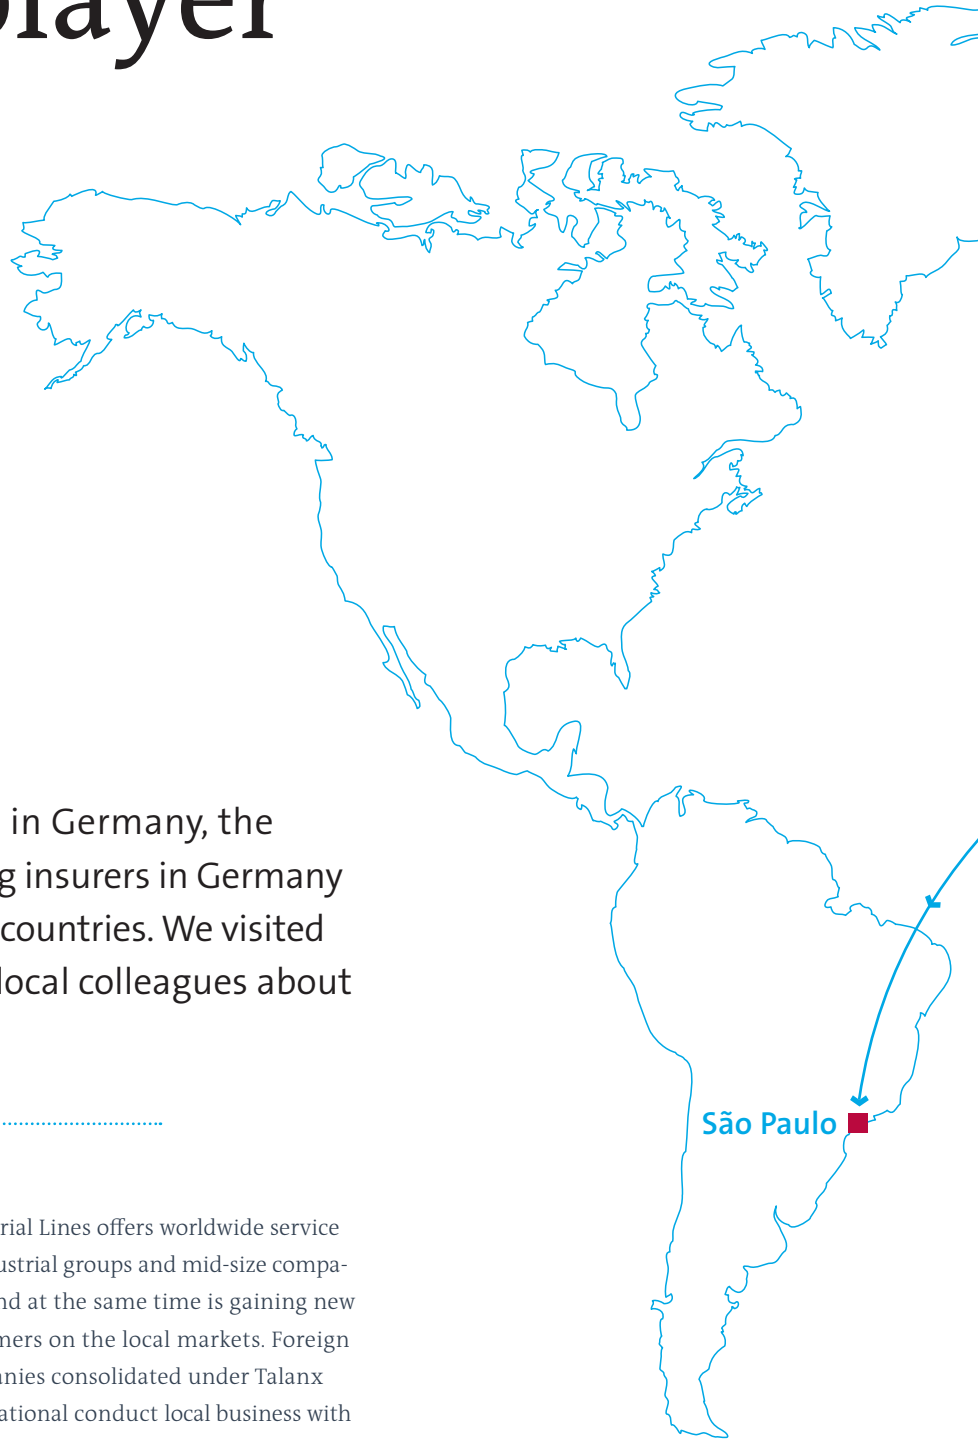 player
in Germany, the
g insurers in Germany
countries. We visited
local colleagues about
São Paulo
rial Lines offers worldwide service
ustrial groups and mid-size compa-
nd at the same time is gaining new
mers on the local markets. Foreign
anies consolidated under Talanx
ational conduct local business with